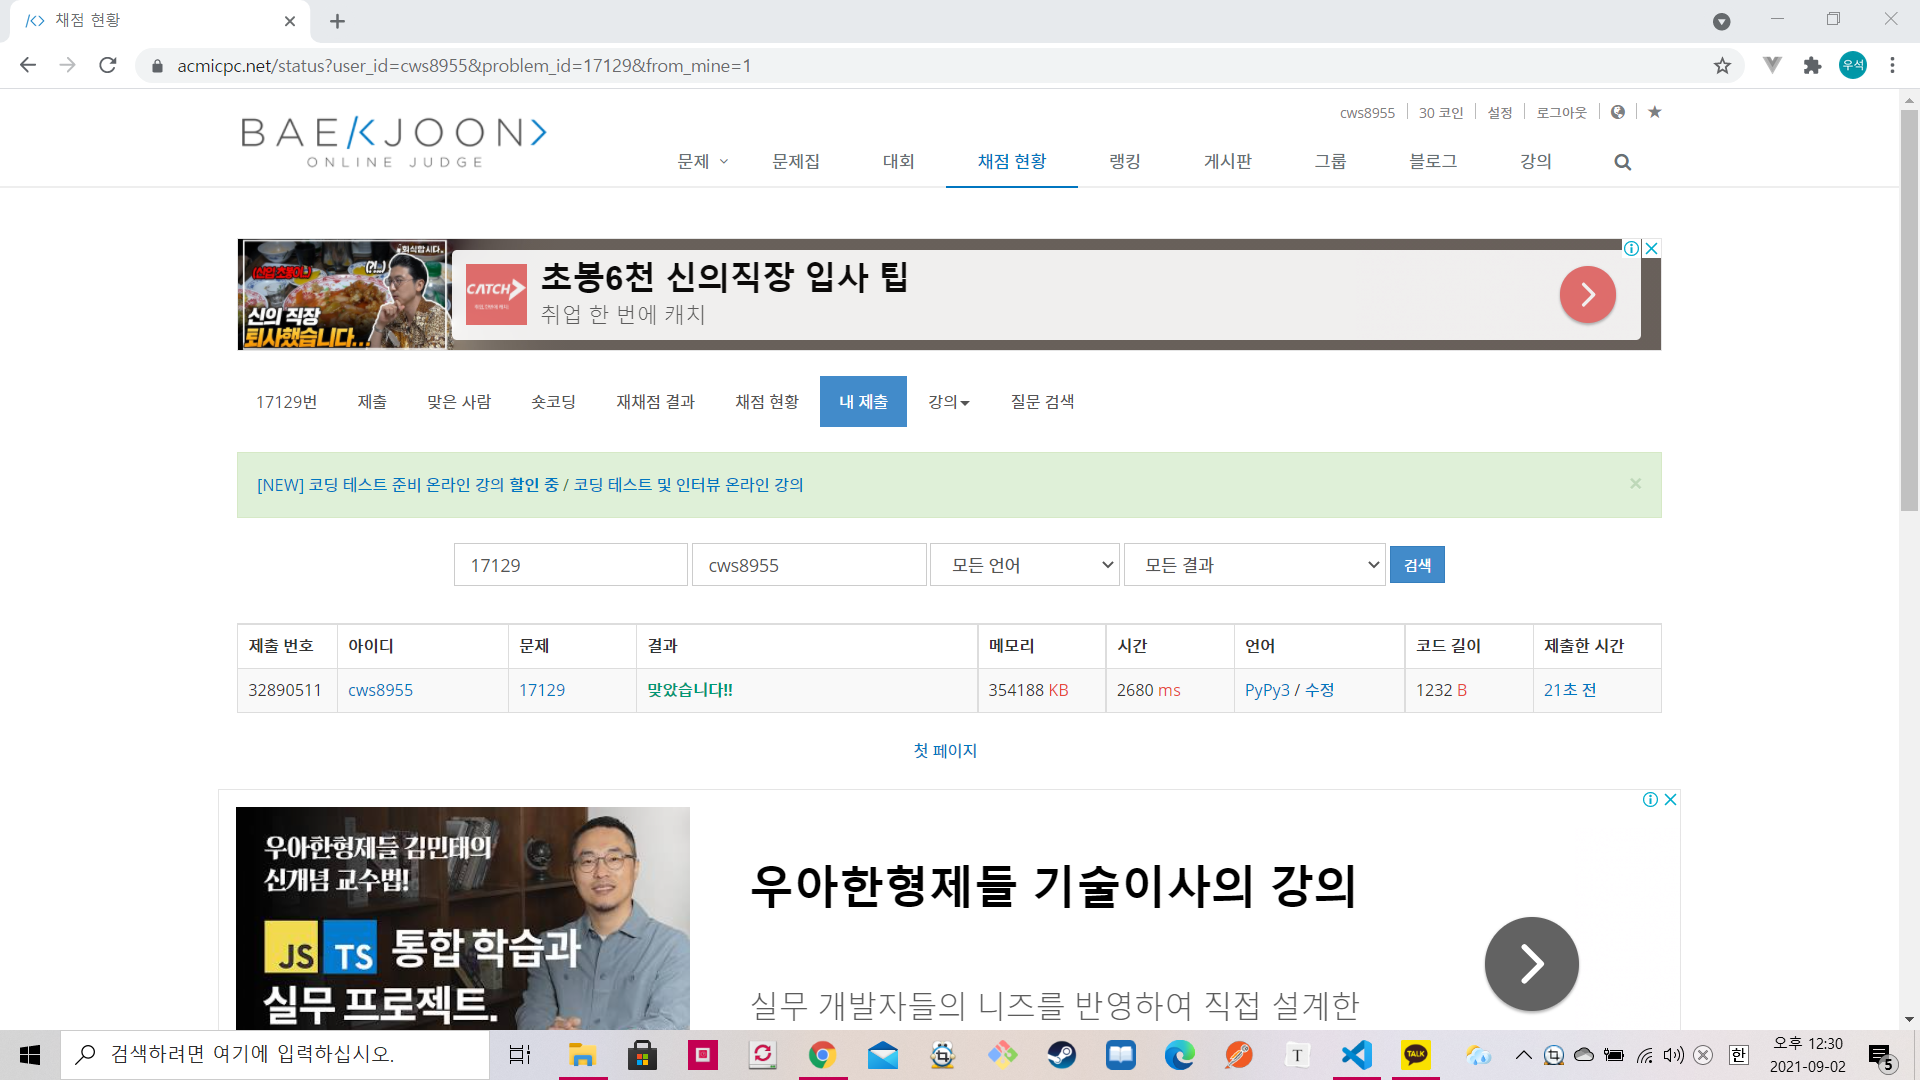 채점 현황
acmicpc.net/status?user_id=cws8955&problem_id=17129&from_mine=1
우석
cws8955 30 코인 설정 로그아웃
BAEKJOON
ONLINE JUDGE
문제 문제집 대회 채점 현황 랭킹 게시판 그룹 블로그 강의
회식합시다.
(?!...)
신의 직장
퇴사했습니다...
CATCH
초봉6천 신의직장 입사 팁
취업 한 번에 캐치
17129번 제출 맞은 사람 숏코딩 재채점 결과 채점 현황 내 제출 강의 질문 검색
[NEW] 코딩 테스트 준비 온라인 강의 할인 중 / 코딩 테스트 및 인터뷰 온라인 강의
17129 cws8955 모든 언어 모든 결과 검색
제출 번호 아이디 문제 결과 메모리 시간 언어 코드 길이 제출한 시간
32890511 cws8955 17129 맞았습니다!! 354188 KB 2680 ms PyPy3 / 수정 1232 B 21초 전
첫 페이지
우아한형제들 김민태의
신개념 교수법!
JS TS 통합 학습과
실무 프로젝트.
우아한형제들 기술이사의 강의
실무 개발자들의 니즈를 반영하여 직접 설계한
검색하려면 여기에 입력하십시오.
T
TALK
한
오후 12:30
2021-09-02
5